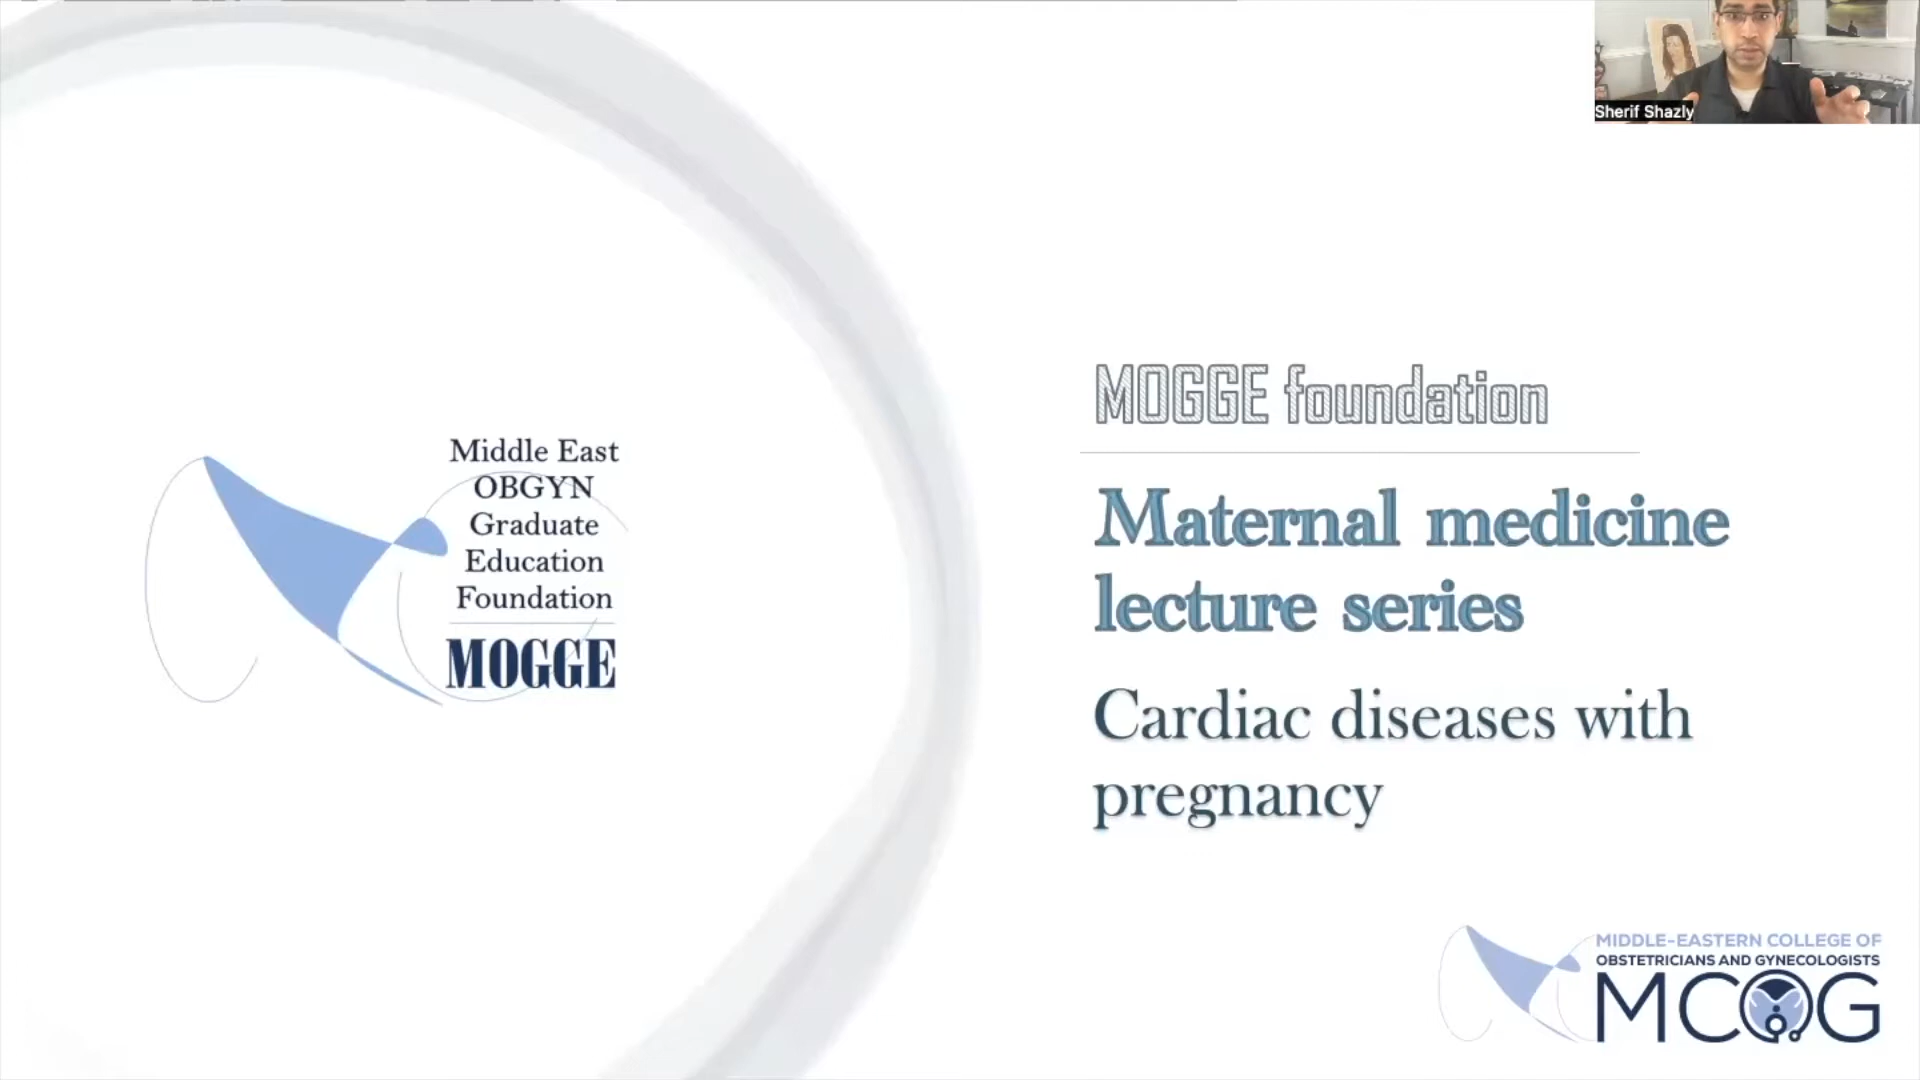 Sherif Shazly
Middle East
OBGYN
Graduate
Education
Foundation
MOGGE
MOGGE foundation
Maternal medicine
lecture series
Cardiac diseases with
pregnancy
MIDDLE-EASTERN COLLEGE OF
OBSTETRICIANS AND GYNECOLOGISTS
MCOG